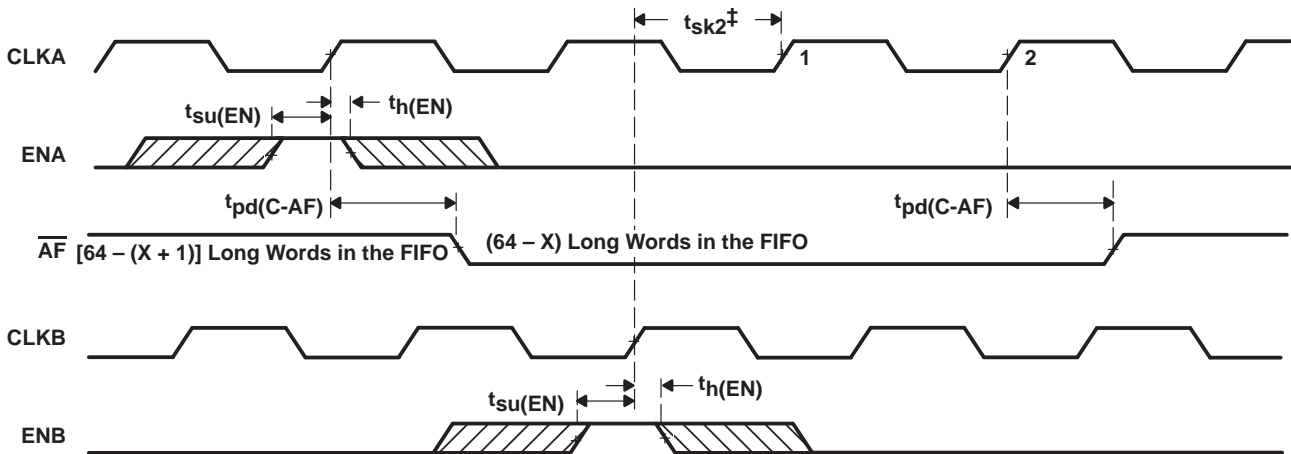 tsk2‡
CLKA
1
2
tsu(EN)
th(EN)
ENA
tpd(C-AF)
tpd(C-AF)
AF [64 – (X + 1)] Long Words in the FIFO
(64 – X) Long Words in the FIFO
CLKB
tsu(EN)
th(EN)
ENB